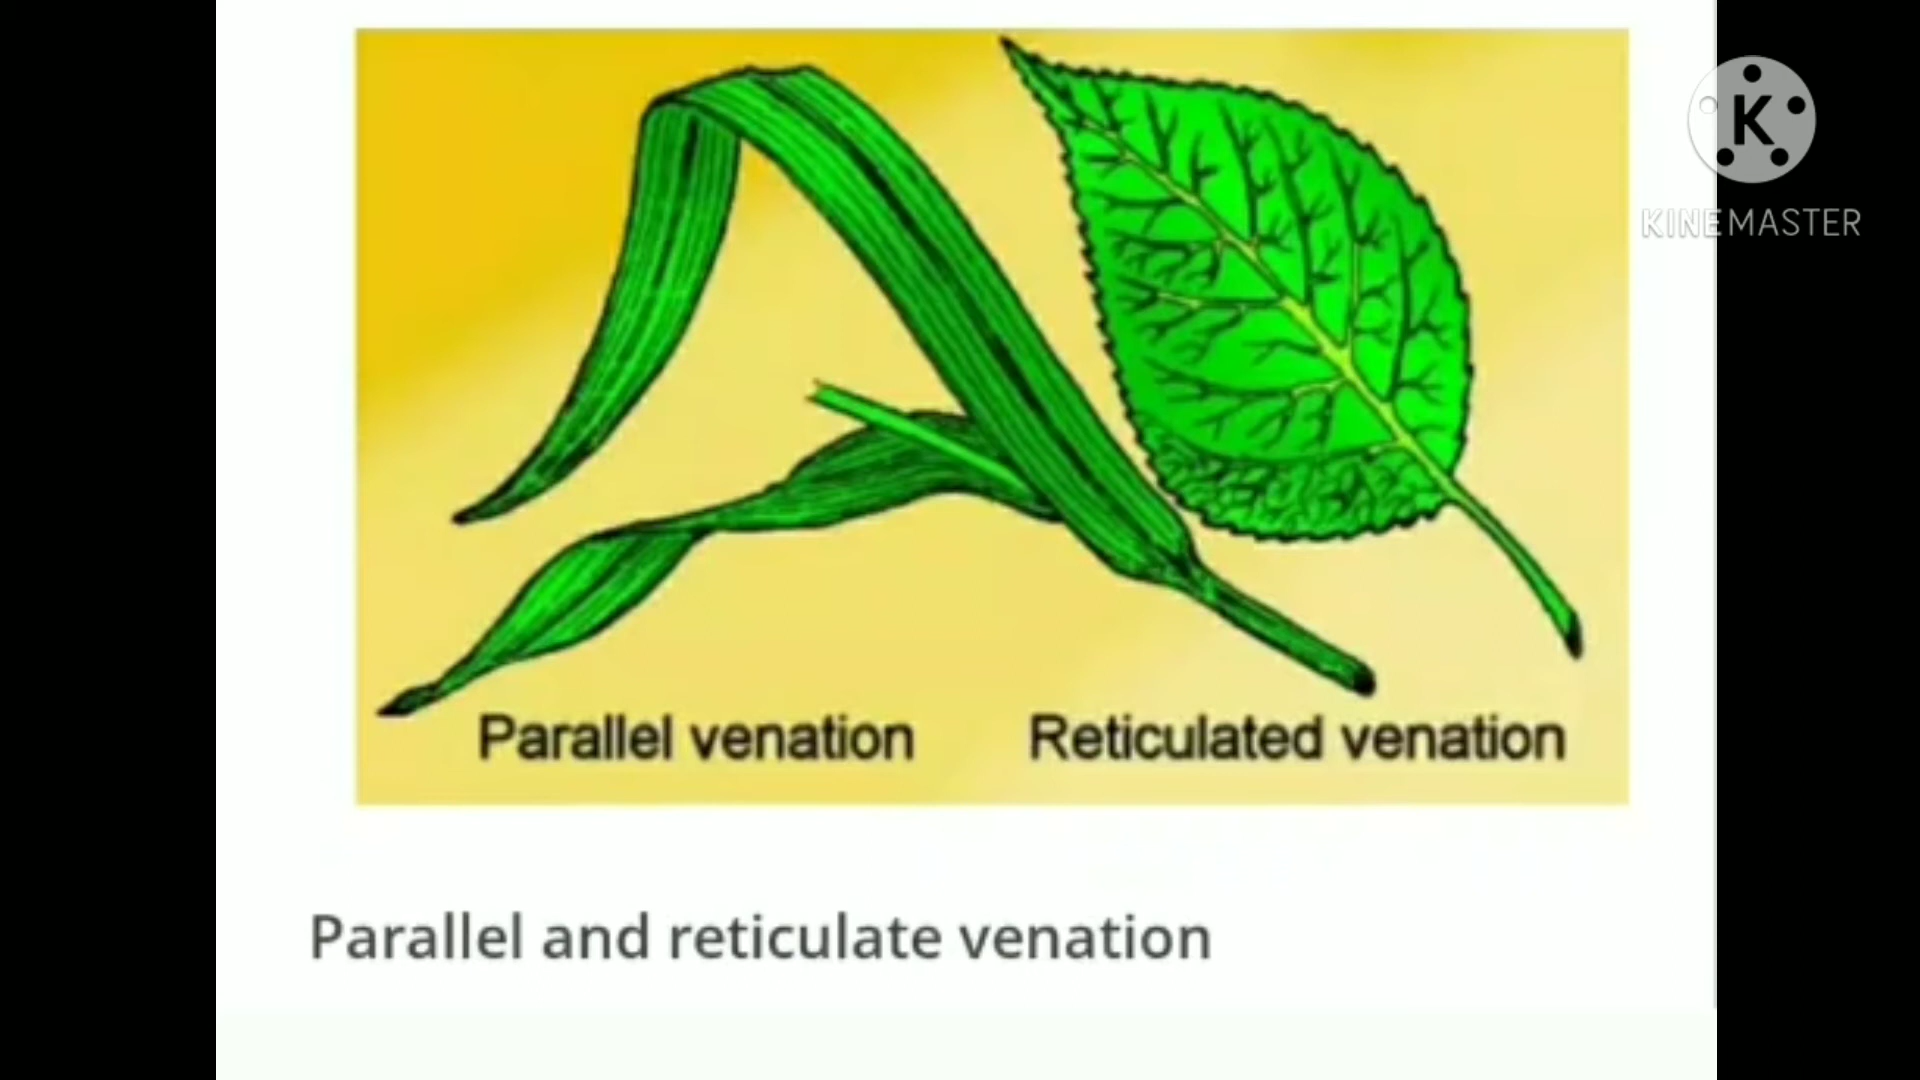 K
KINEMASTER
Parallel venation
Reticulated venation
Parallel and reticulate venation